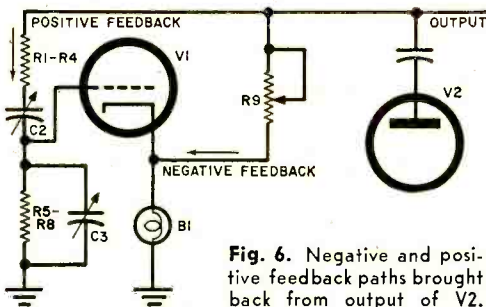 POSITIVE FEEDBACK
OUTPUT
V1
R1-R4
V2
R9
C2
NEGATIVE FEEDBACK
R5-
R8
C3
B1
Fig. 6. Negative and posi-
tive feedback paths brought
back from output of V2.